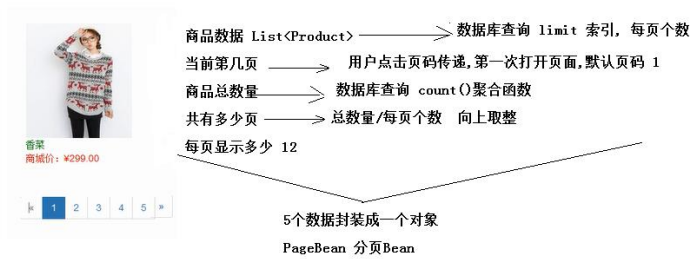 商品数据 List<Product> 数据库查询 limit 索引, 每页个数
当前第几页 用户点击页码传递,第一次打开页面,默认页码 1
商品总数量 数据库查询 count()聚合函数
共有多少页 总数量/每页个数 向上取整
每页显示多少 12
香菜
商城价：¥299.00
« 1 2 3 4 5 »
5个数据封装成一个对象
PageBean 分页Bean